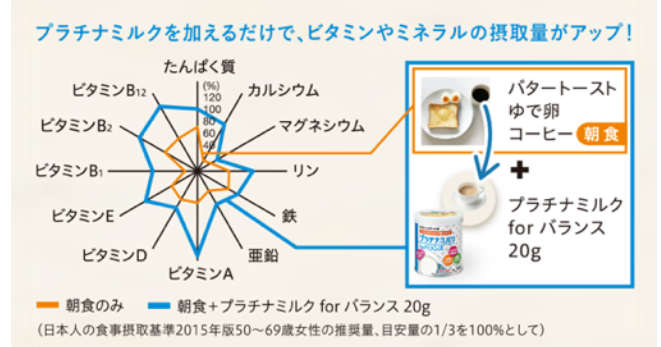 プラチナミルクを加えるだけで、ビタミンやミネラルの摂取量がアップ!
たんぱく質
(%)
120
100
80
60
40
カルシウム
マグネシウム
リン
鉄
亜鉛
ビタミンA
ビタミンD
ビタミンE
ビタミンB1
ビタミンB2
ビタミンB12
バタートースト
ゆで卵
コーヒー 朝食
+
プラチナミルク
for バランス
20g
プラチナミルク
朝食のみ 朝食+プラチナミルク for バランス 20g
(日本人の食事摂取基準2015年版50〜69歳女性の推奨量、目安量の1/3を100%として)